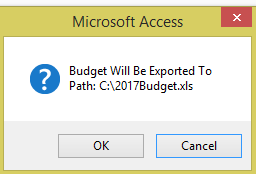 Microsoft Access
Budget Will Be Exported To
Path: C:\2017Budget.xls
OK
Cancel